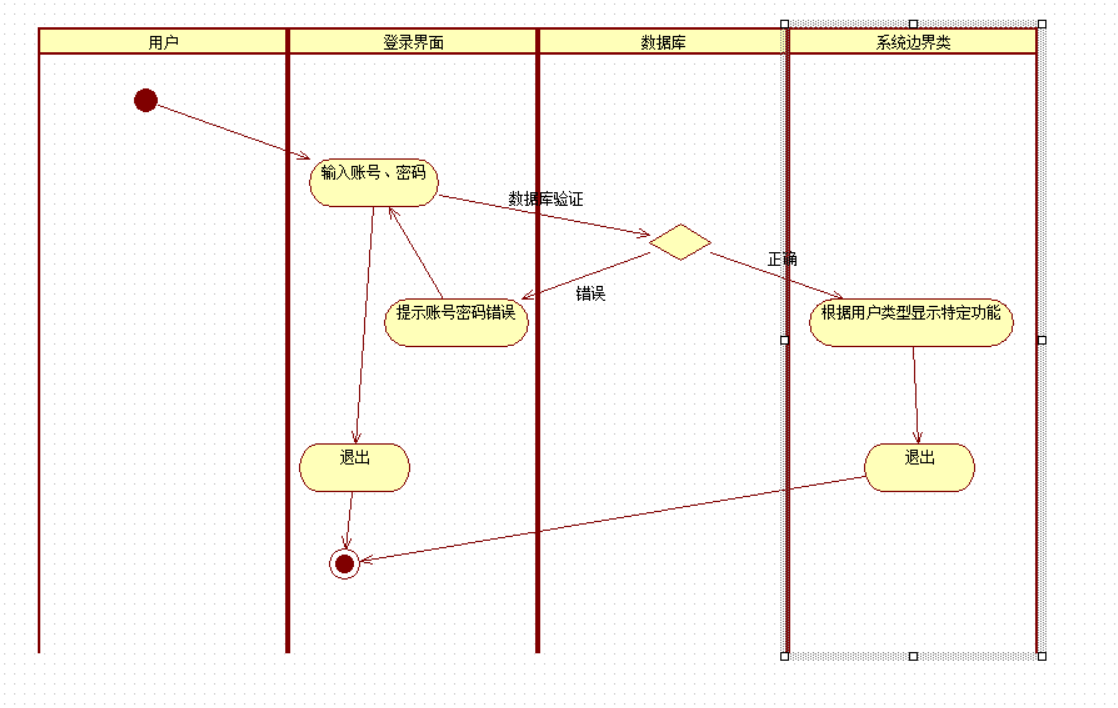 用户
登录界面
数据库
系统边界类
输入账号、密码
数据库验证
正确
错误
提示账号密码错误
根据用户类型显示特定功能
退出
退出